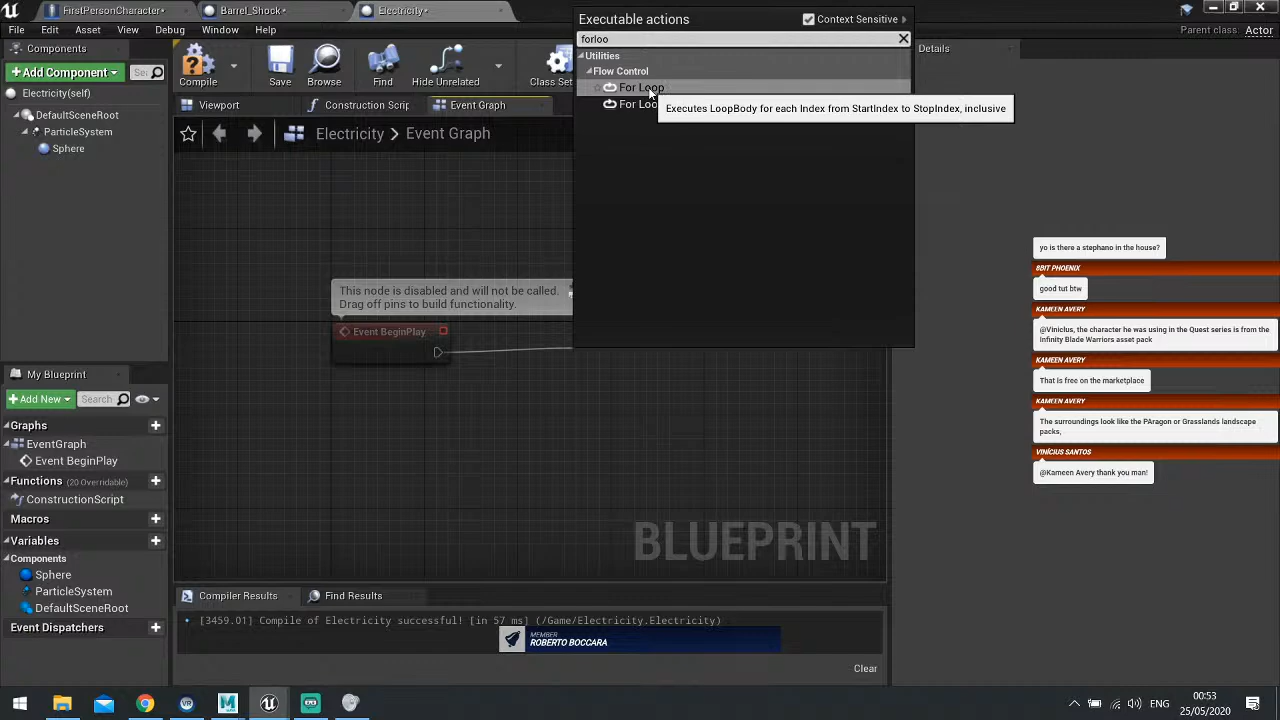 FirstPersonCharacter•
Barrel_Shock•
Electricity•
File
Edit
Asset
View
Debug
Window
Help
Parent class: Actor
Components
Add Component
Sea
Electricity(self)
DefaultSceneRoot
ParticleSystem
Sphere
Compile
Save
Browse
Find
Hide Unrelated
Class Set
Viewport
Construction Scrip
Event Graph
Electricity > Event Graph
Executable actions
Context Sensitive
forloo
Utilities
Flow Control
For Loop
For Loo
Executes LoopBody for each Index from StartIndex to StopIndex, inclusive
Details
This node is disabled and will not be called.
Drag off pins to build functionality.
Event BeginPlay
BLUEPRINT
My Blueprint
Add New
Search
Graphs
EventGraph
Event BeginPlay
Functions (20 Overridable)
ConstructionScript
Macros
Variables
Components
Sphere
ParticleSystem
DefaultSceneRoot
Event Dispatchers
Compiler Results
Find Results
• [3459.01] Compile of Electricity successful! [in 57 ms] (/Game/Electricity.Electricity)
MEMBER
ROBERTO BOCCARA
Clear
yo is there a stephano in the house?
8BIT PHOENIX
good tut btw
KAMEEN AVERY
@Vinicius, the character he was using in the Quest series is from the
Infinity Blade Warriors asset pack
KAMEEN AVERY
That is free on the marketplace
KAMEEN AVERY
The surroundings look like the PAragon or Grasslands landscape
packs,
VINÍCIUS SANTOS
@Kameen Avery thank you man!
ENG
00:53
25/05/2020